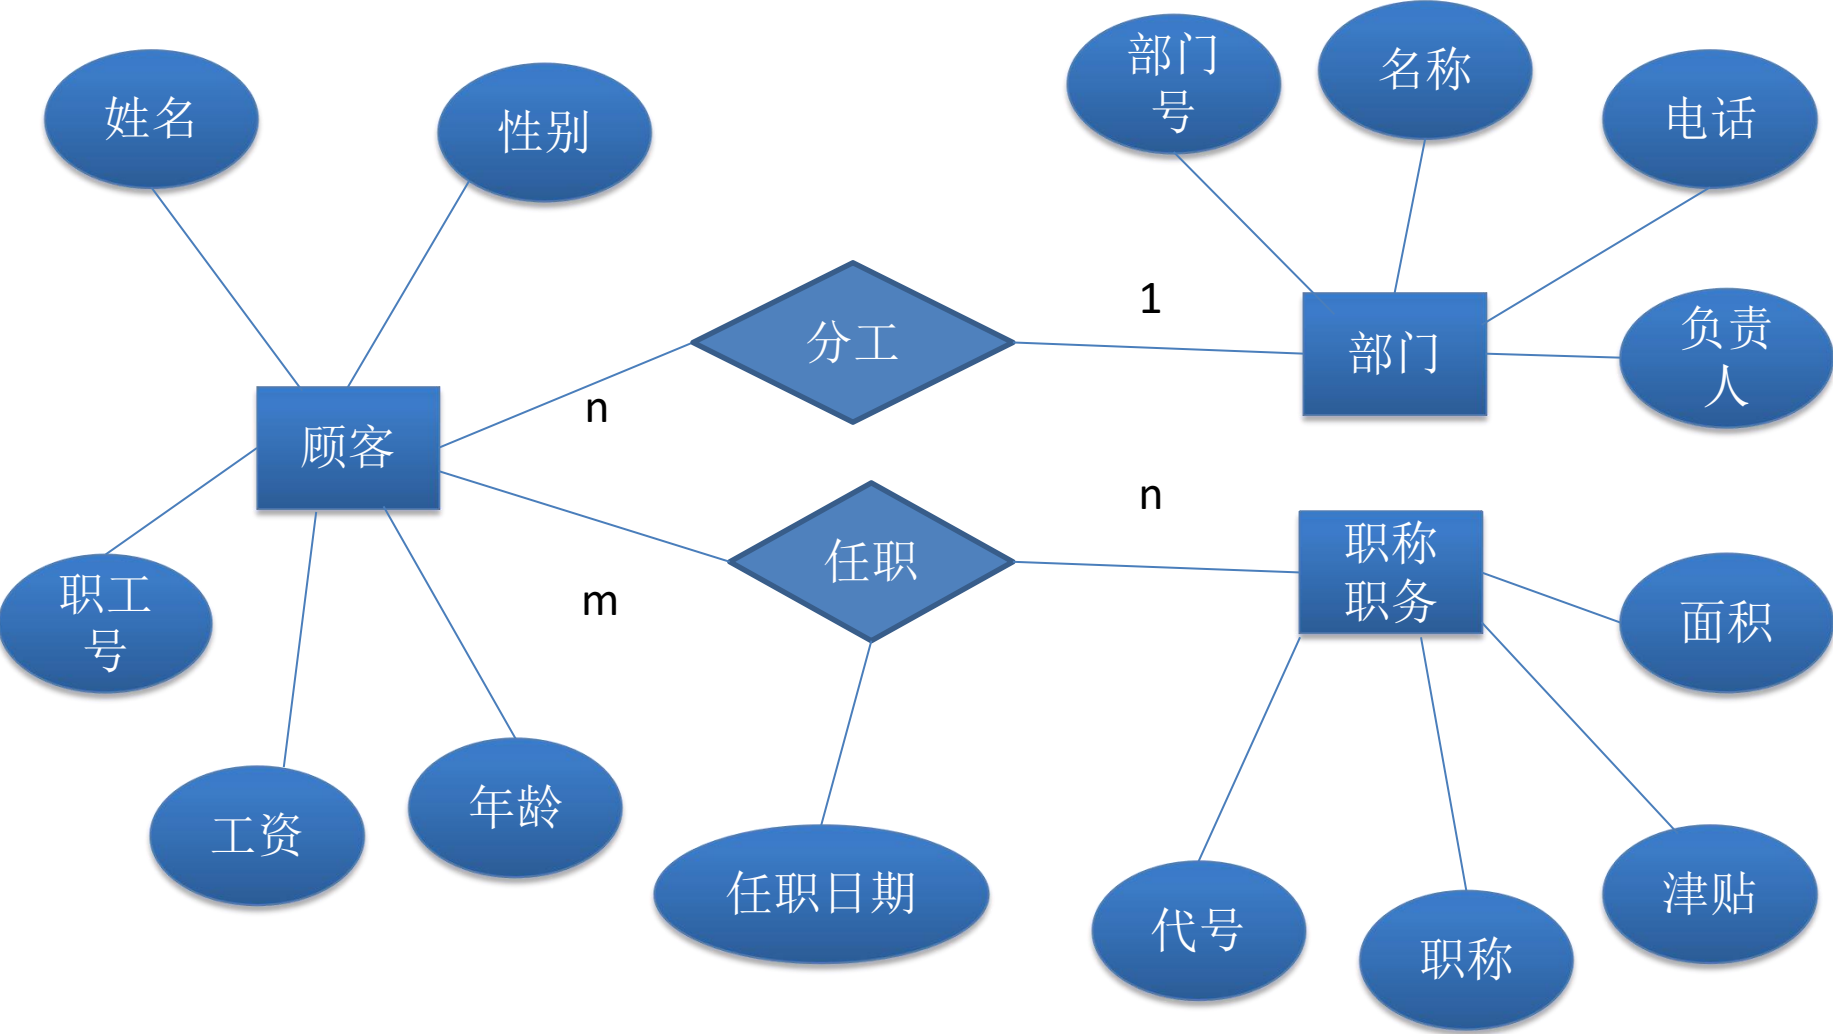 部门
号
名称
姓名
性别
电话
1
分工
部门
负责
人
n
顾客
n
职称
职务
任职
职工
号
m
面积
年龄
工资
任职日期
津贴
代号
职称